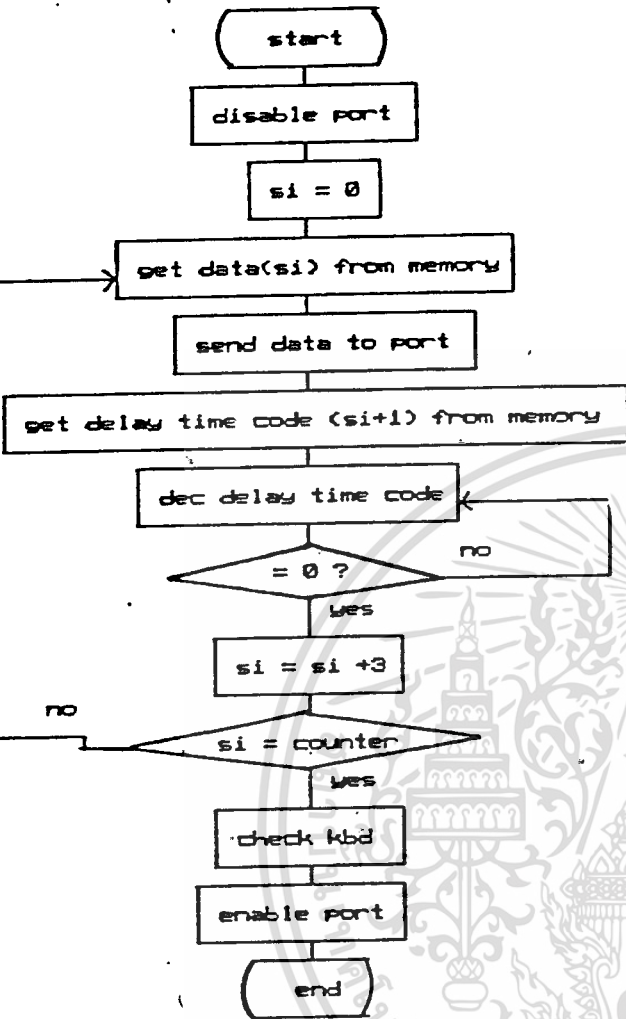 start
disable port
si = 0
get data(si) from memory
send data to port
get delay time code (si+1) from memory
dec delay time code
= 0 ?
no
yes
si = si +3
no
si = counter
yes
check kbd
enable port
end